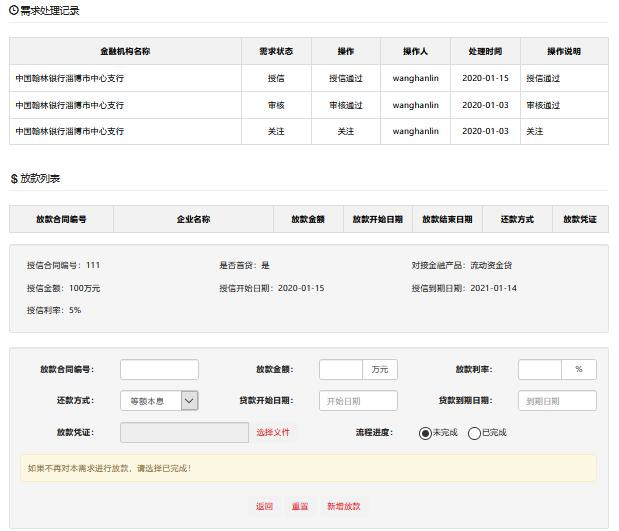 需求处理记录
金融机构名称 需求状态 操作 操作人 处理时间 操作说明
中国翰林银行淄博市中心支行 授信 授信通过 wanghanlin 2020-01-15 授信通过
中国翰林银行淄博市中心支行 审核 审核通过 wanghanlin 2020-01-03 审核通过
中国翰林银行淄博市中心支行 关注 关注 wanghanlin 2020-01-03 关注
$ 放款列表
放款合同编号 企业名称 放款金额 放款开始日期 放款结束日期 还款方式 放款凭证
授信合同编号：111 是否首贷：是 对接金融产品：流动资金贷
授信金额：100万元 授信开始日期：2020-01-15 授信到期日期：2021-01-14
授信利率：5%
放款合同编号： 放款金额： 万元 放款利率： %
还款方式： 等额本息 贷款开始日期： 开始日期 贷款到期日期： 到期日期
放款凭证： 选择文件 流程进度： 未完成 已完成
如果不再对本需求进行放款，请选择已完成！
返回 重置 新增放款